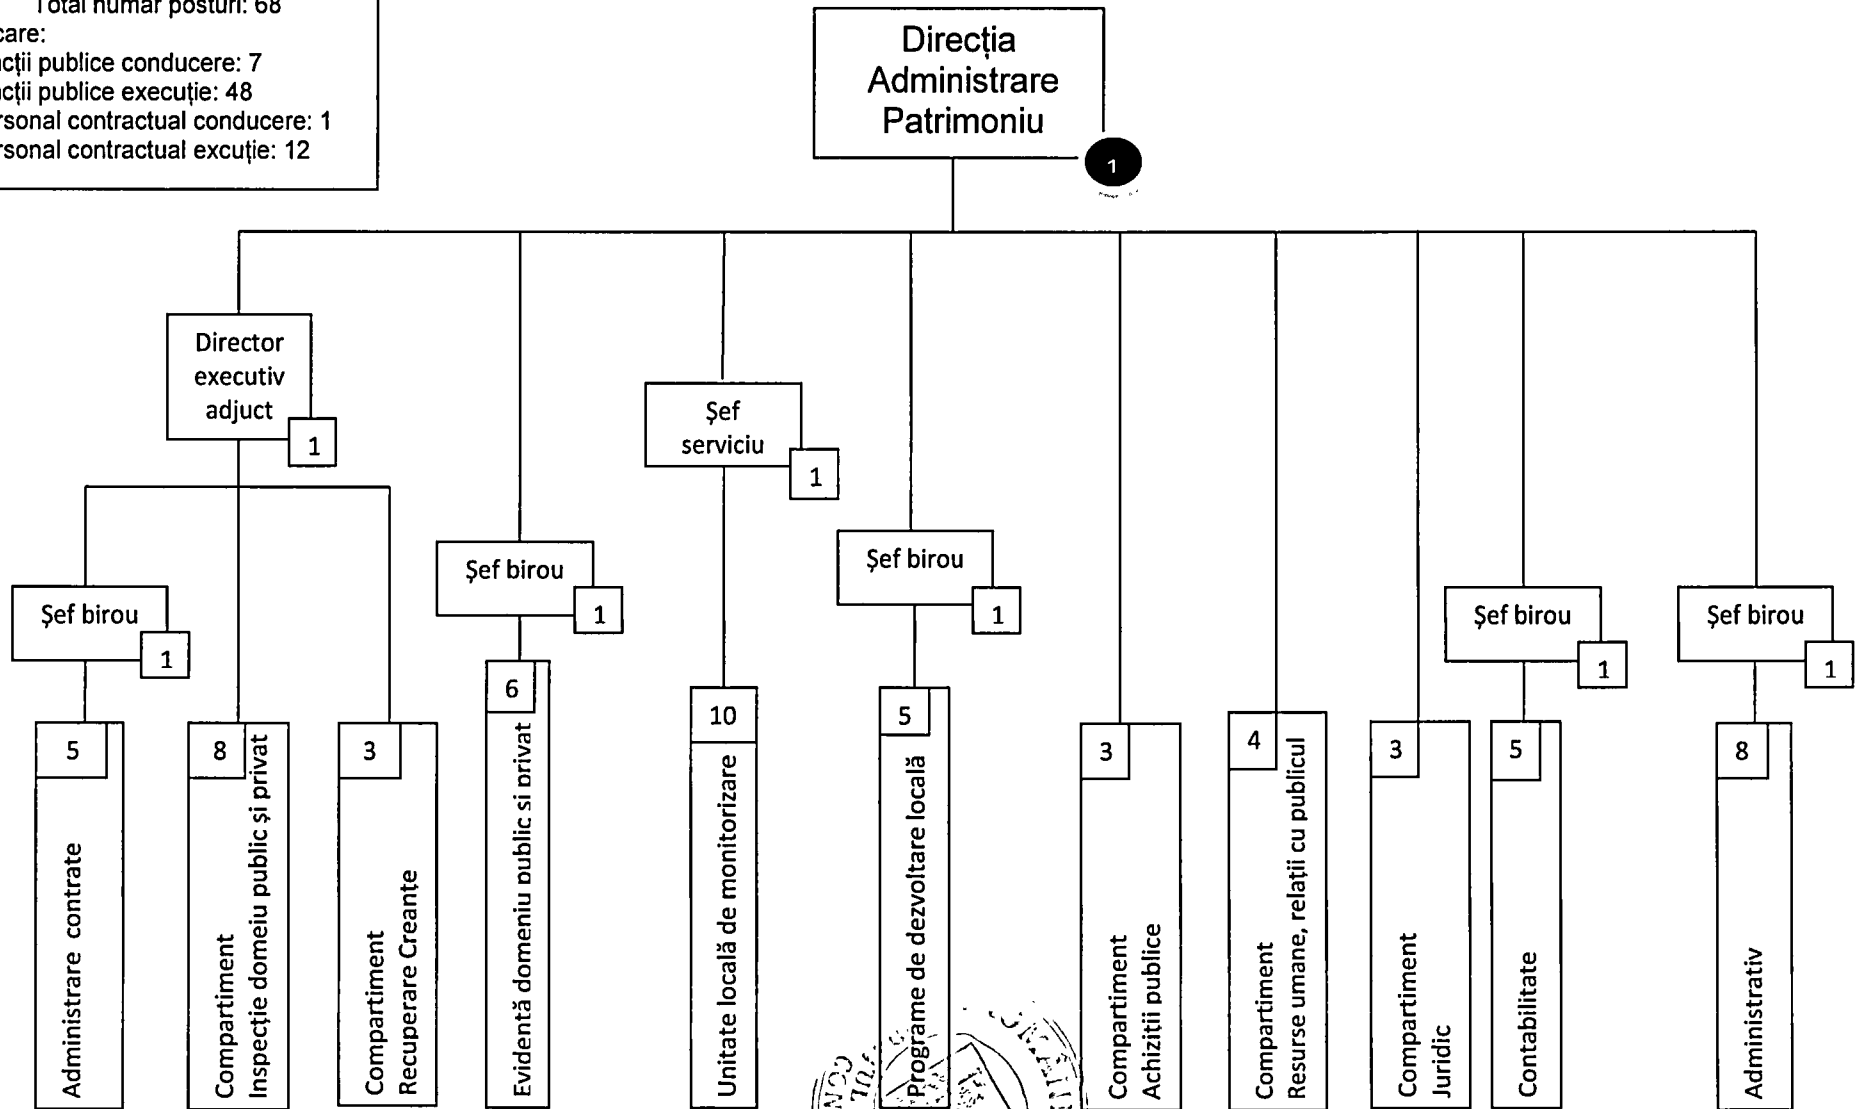 Total număr posturi: 68
care:
cții publice conducere: 7
cții publice execuție: 48
rsonal contractual conducere: 1
rsonal contractual excuție: 12
Direcția
Administrare
Patrimoniu
1
Director
executiv
adjuct
1
Șef
serviciu
1
Șef birou
1
Șef birou
1
Șef birou
1
Șef birou
1
Șef birou
1
5
Administrare contrate
8
Compartiment
Inspecție domeiu public și privat
3
Compartiment
Recuperare Creanțe
6
Evidentă domeniu public si privat
10
Unitate locală de monitorizare
5
Programe de dezvoltare locală
3
Compartiment
Achiziții publice
4
Compartiment
Resurse umane, relații cu publicul
3
Compartiment
Juridic
5
Contabilitate
8
Administrativ